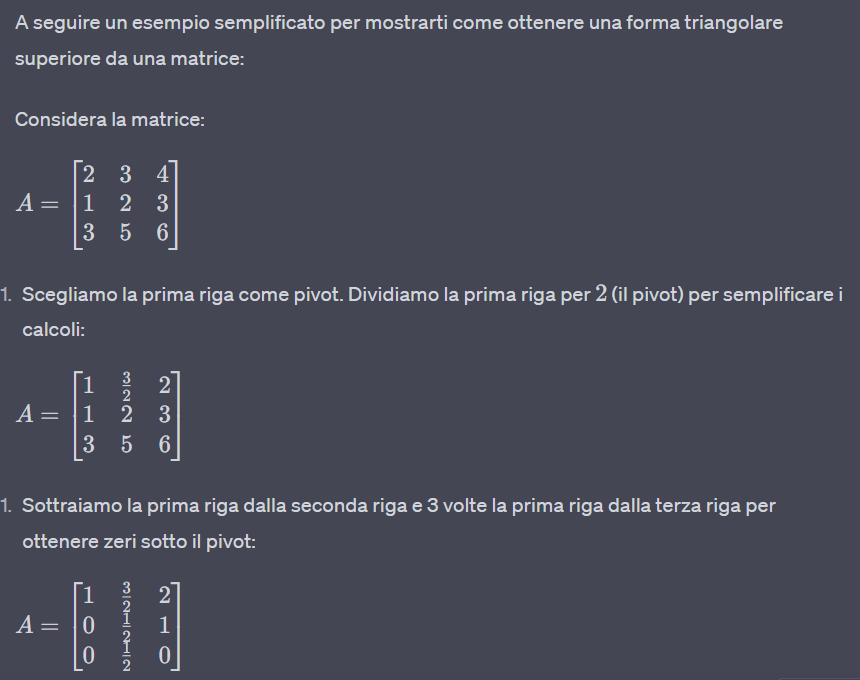 A seguire un esempio semplificato per mostrarti come ottenere una forma triangolare
superiore da una matrice:
Considera la matrice:
A = [2 3 4
1 2 3
3 5 6]
1. Scegliamo la prima riga come pivot. Dividiamo la prima riga per 2 (il pivot) per semplificare i
calcoli:
A = [1 3/2 2
1 2 3
3 5 6]
1. Sottraiamo la prima riga dalla seconda riga e 3 volte la prima riga dalla terza riga per
ottenere zeri sotto il pivot:
A = [1 3/2 2
0 1/2 1
0 1/2 0]